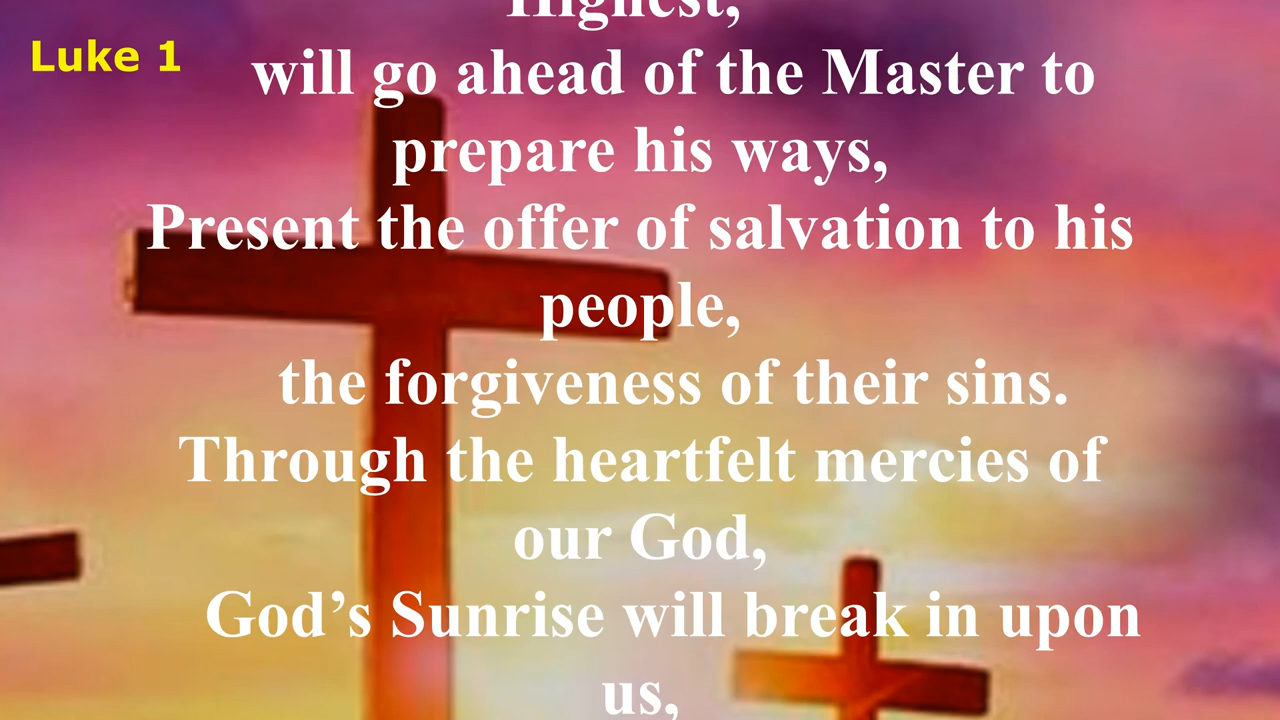 Highest,
Luke 1
will go ahead of the Master to
prepare his ways,
Present the offer of salvation to his
people,
the forgiveness of their sins.
Through the heartfelt mercies of
our God,
God’s Sunrise will break in upon
us,